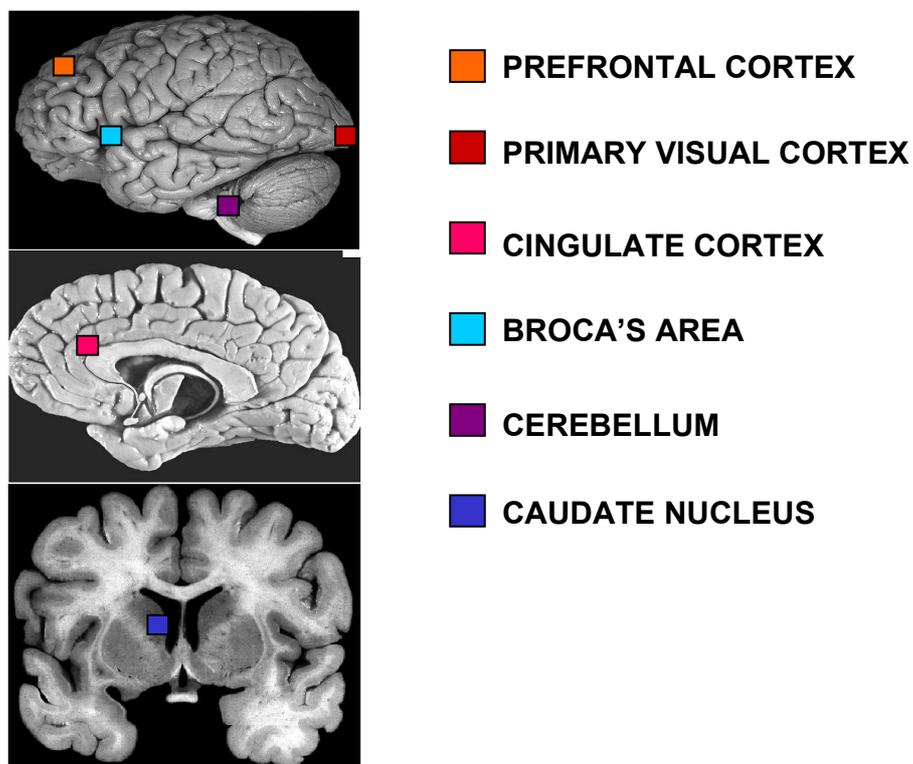 PREFRONTAL CORTEX
PRIMARY VISUAL CORTEX
CINGULATE CORTEX
BROCA’S AREA
CEREBELLUM
CAUDATE NUCLEUS